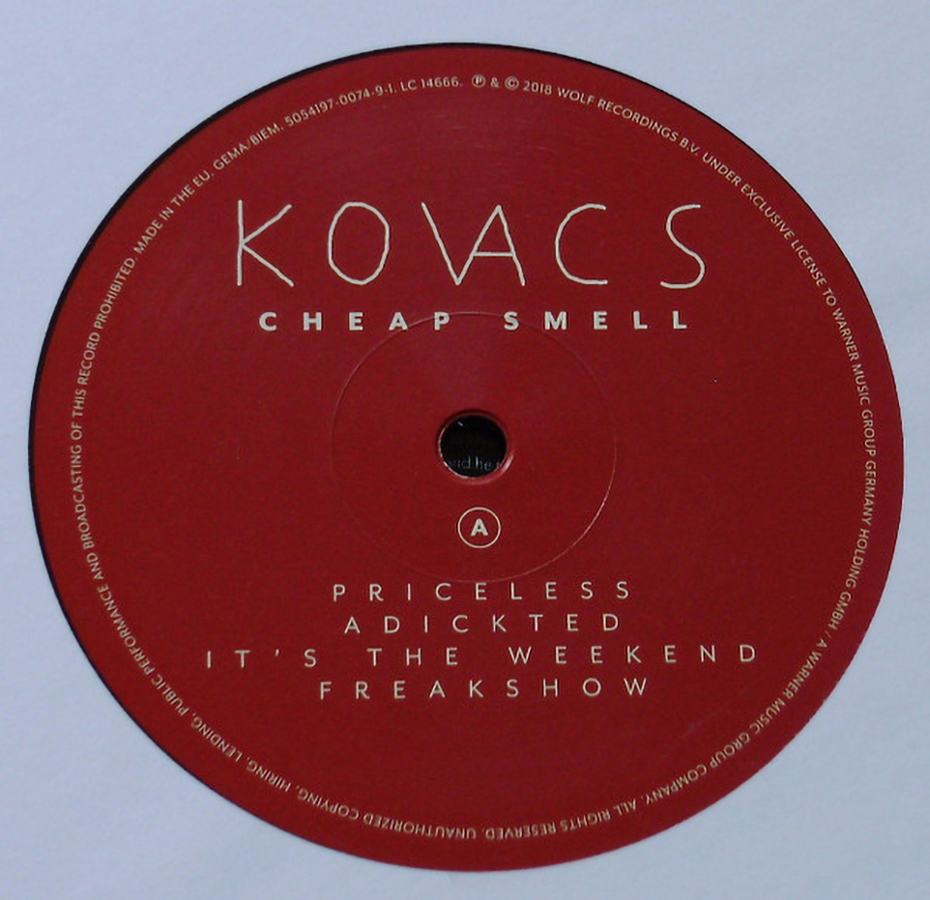 KOVACS
CHEAP SMELL
A
PRICELESS
ADICKTED
IT'S THE WEEKEND
FREAKSHOW
℗ & © 2018 WOLF RECORDINGS B.V. UNDER EXCLUSIVE LICENSE TO WARNER MUSIC GROUP GERMANY HOLDING GMBH / A WARNER MUSIC GROUP COMPANY. ALL RIGHTS RESERVED. UNAUTHORIZED COPYING, HIRING, LENDING, PUBLIC PERFORMANCE AND BROADCASTING OF THIS RECORD PROHIBITED. MADE IN THE EU. GEMA/BIEM. 5054197-0074-9-1. LC 14666.